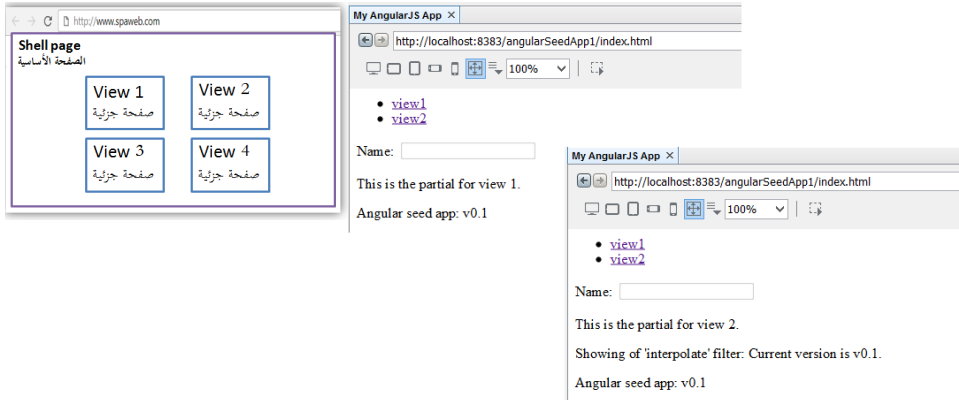 http://www.spaweb.com
Shell page
الصفحة الأساسية
View 1
صفحة جزئية
View 2
صفحة جزئية
View 3
صفحة جزئية
View 4
صفحة جزئية
My AngularJS App ×
http://localhost:8383/angularSeedApp1/index.html
100%
• view1
• view2
Name:
This is the partial for view 1.
Angular seed app: v0.1
My AngularJS App ×
http://localhost:8383/angularSeedApp1/index.html
100%
• view1
• view2
Name:
This is the partial for view 2.
Showing of 'interpolate' filter: Current version is v0.1.
Angular seed app: v0.1